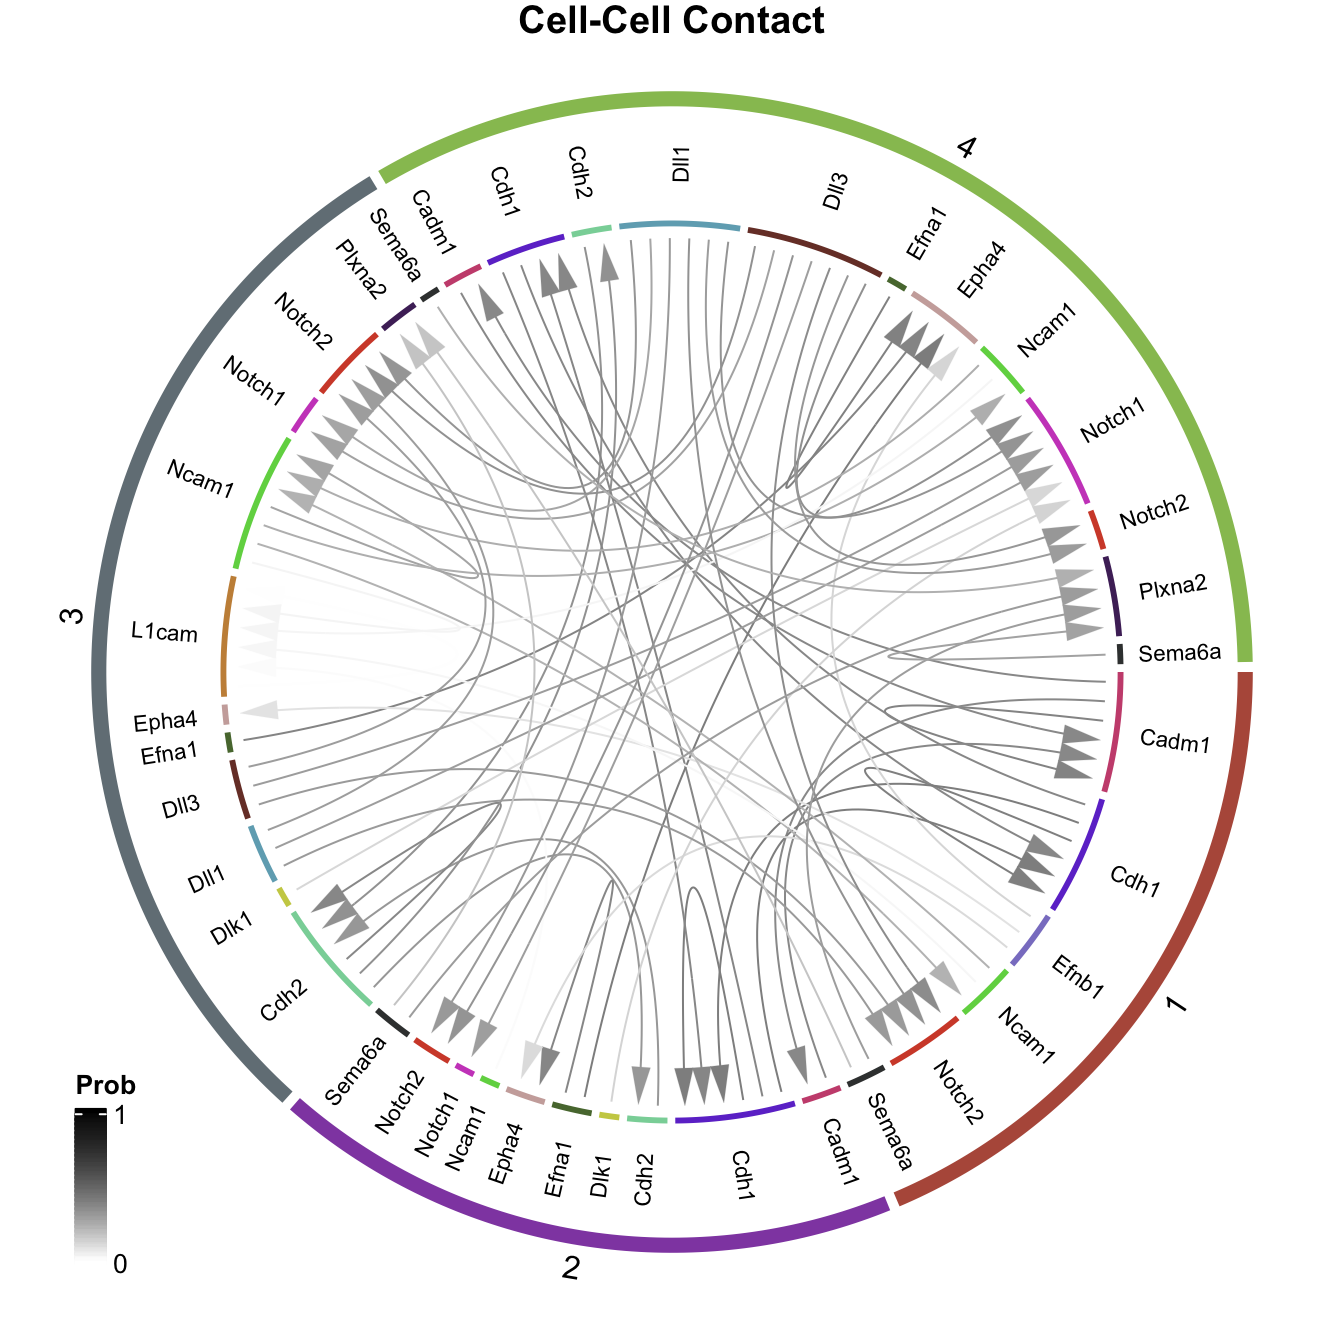 Cell-Cell Contact
4
Cadm1
Cdh1
Cdh2
Dll1
Dll3
Efna1
Epha4
Ncam1
Notch1
Notch2
Plxna2
Sema6a
1
Cadm1
Cdh1
Efnb1
Ncam1
Notch2
Sema6a
2
Cadm1
Cdh1
Cdh2
Dlk1
Efna1
Epha4
Ncam1
Notch1
Notch2
Sema6a
3
Cdh2
Dlk1
Dll1
Dll3
Efna1
Epha4
L1cam
Ncam1
Notch1
Notch2
Plxna2
Sema6a
Prob
1
0